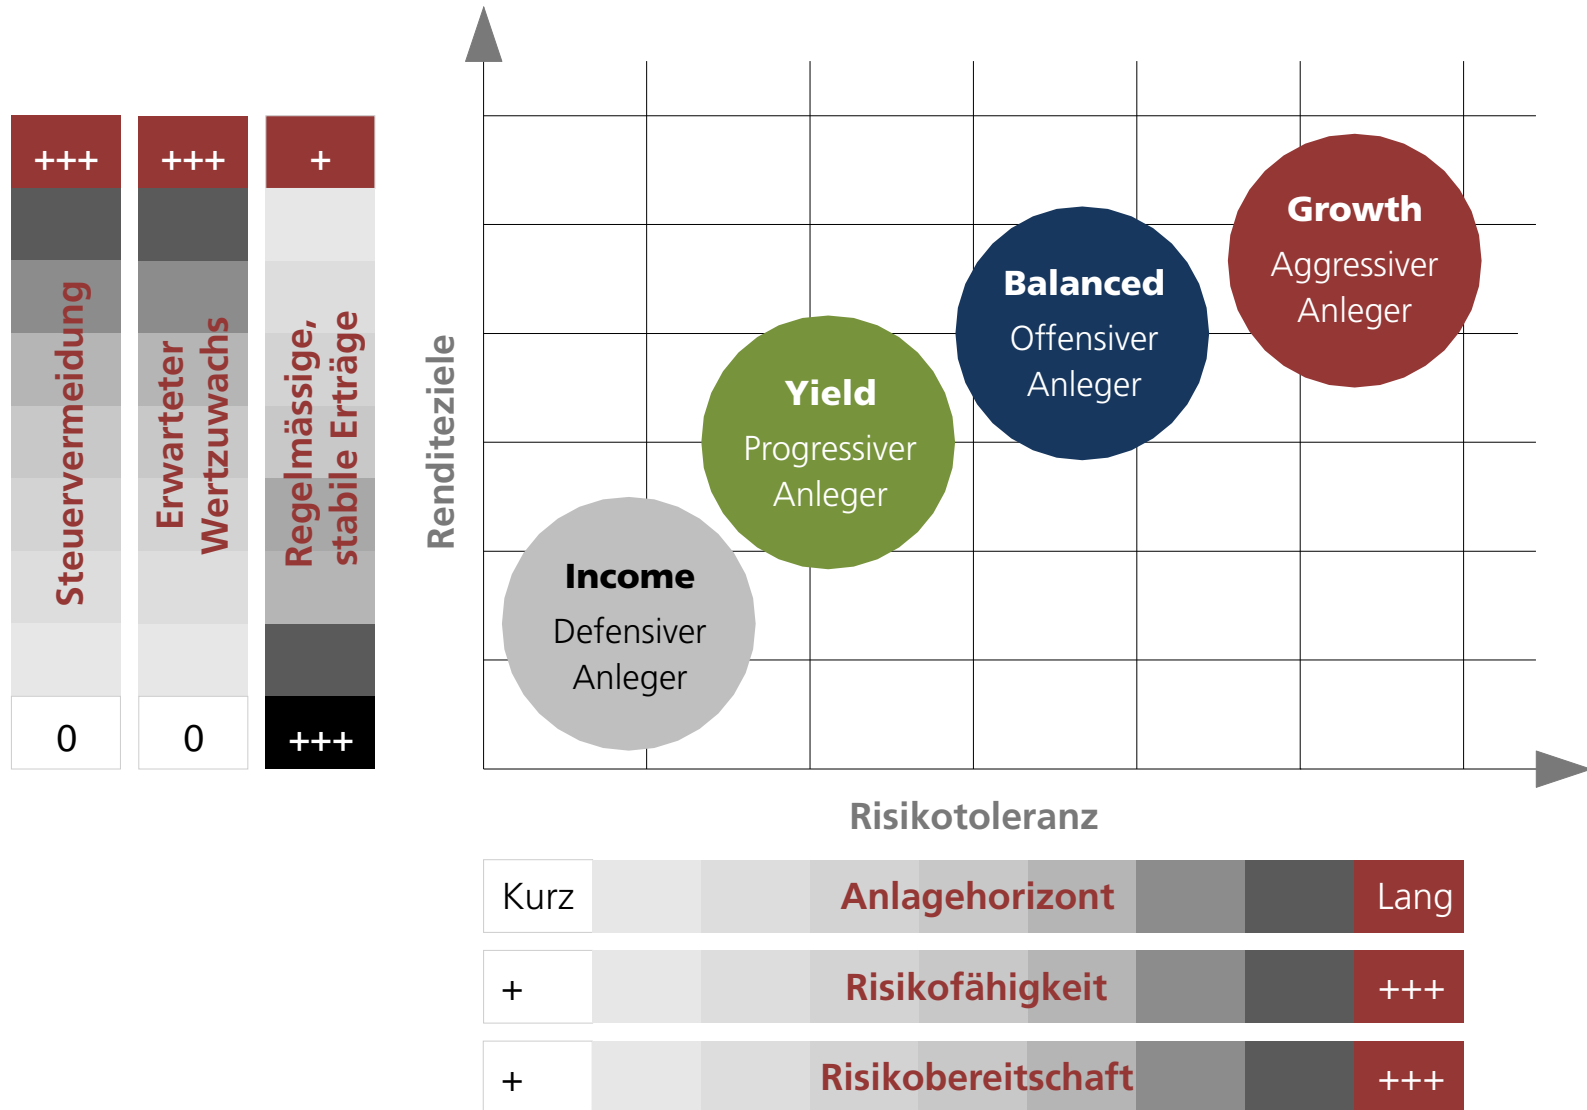 +++
+++
+
Steuervermeidung
Erwarteter
Wertzuwachs
Regelmässige,
stabile Erträge
0
0
+++
Renditeziele
Growth
Aggressiver
Anleger
Balanced
Offensiver
Anleger
Yield
Progressiver
Anleger
Income
Defensiver
Anleger
Risikotoleranz
Kurz Anlagehorizont Lang
+ Risikofähigkeit +++
+ Risikobereitschaft +++